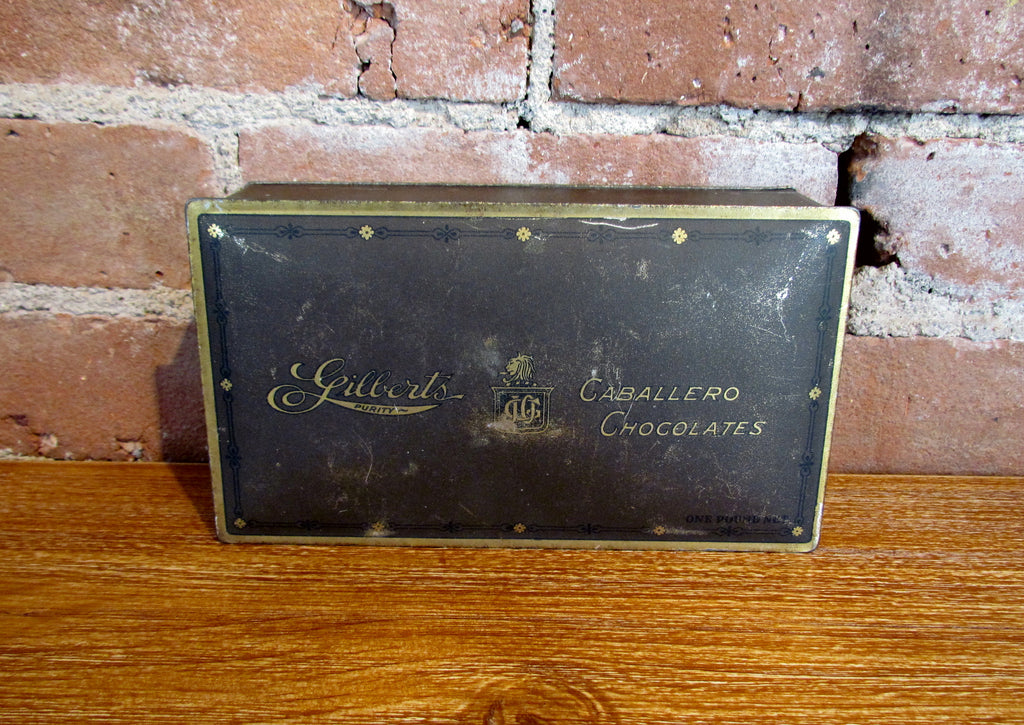 Gilberts
PURITY
CABALLERO
CHOCOLATES
ONE POUND NET